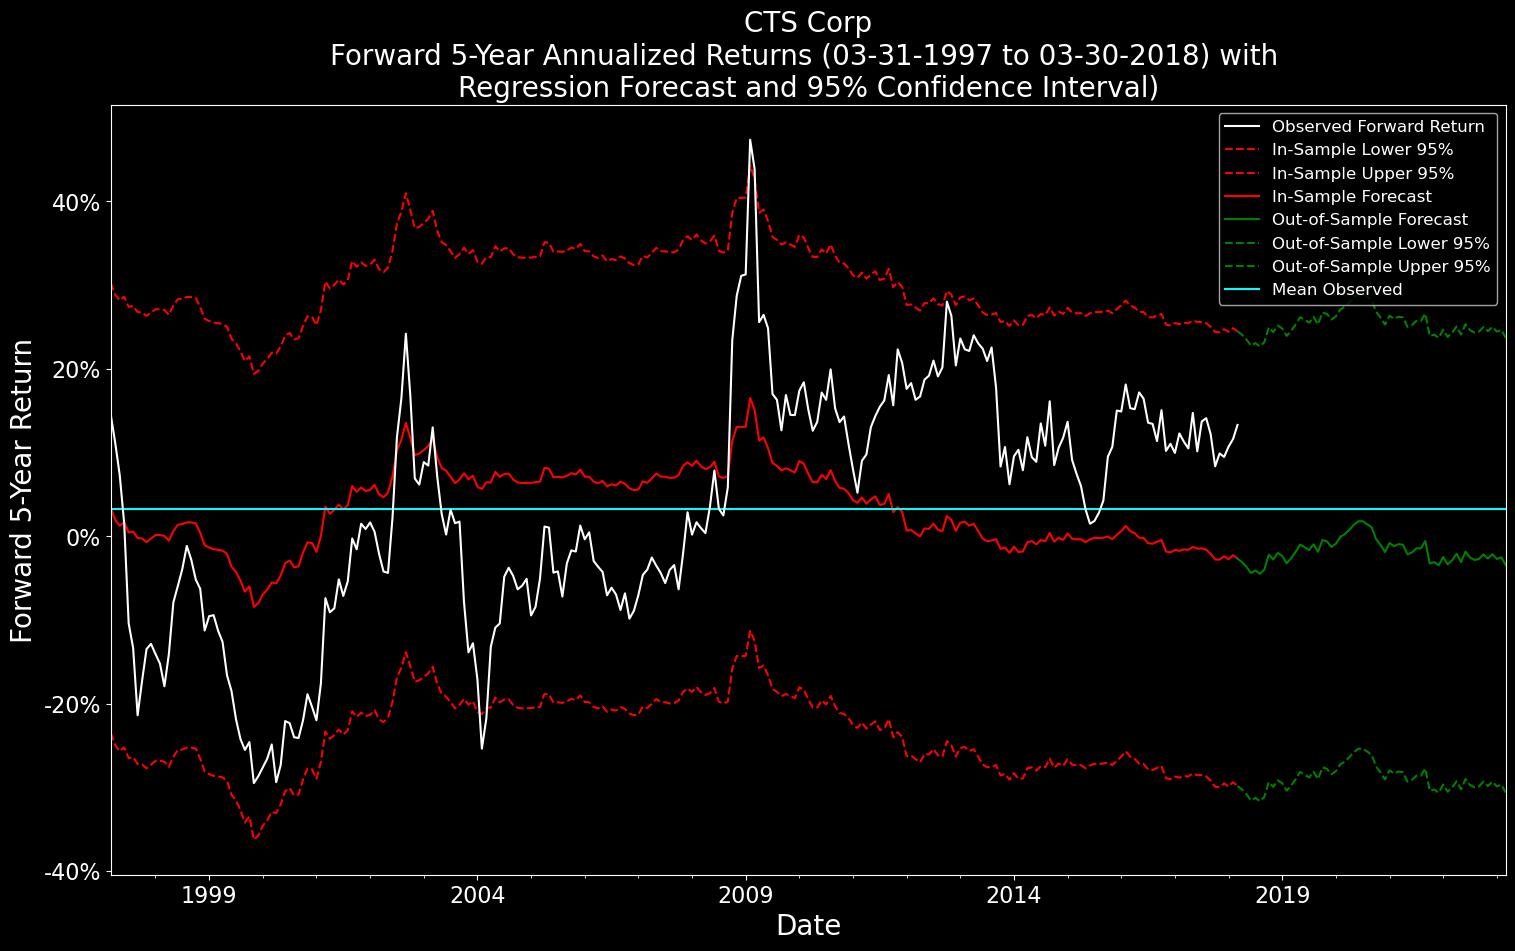 CTS Corp
Forward 5-Year Annualized Returns (03-31-1997 to 03-30-2018) with
Regression Forecast and 95% Confidence Interval)
Observed Forward Return
In-Sample Lower 95%
In-Sample Upper 95%
In-Sample Forecast
Out-of-Sample Forecast
Out-of-Sample Lower 95%
Out-of-Sample Upper 95%
Mean Observed
Forward 5-Year Return
40%
20%
0%
-20%
-40%
1999 2004 2009 2014 2019
Date